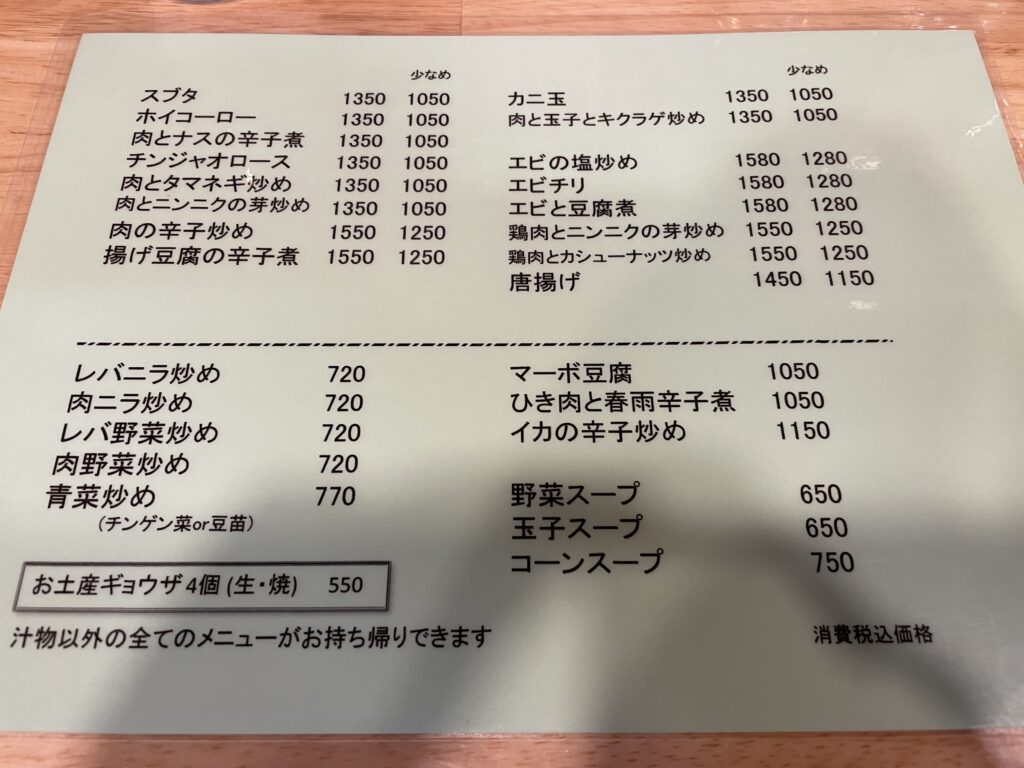 少なめ
スブタ 1350 1050
ホイコーロー 1350 1050
肉とナスの辛子煮 1350 1050
チンジャオロース 1350 1050
肉とタマネギ炒め 1350 1050
肉とニンニクの芽炒め 1350 1050
肉の辛子炒め 1550 1250
揚げ豆腐の辛子煮 1550 1250
少なめ
カニ玉 1350 1050
肉と玉子とキクラゲ炒め 1350 1050
エビの塩炒め 1580 1280
エビチリ 1580 1280
エビと豆腐煮 1580 1280
鶏肉とニンニクの芽炒め 1550 1250
鶏肉とカシューナッツ炒め 1550 1250
唐揚げ 1450 1150
レバニラ炒め 720
肉ニラ炒め 720
レバ野菜炒め 720
肉野菜炒め 720
青菜炒め 770
(チンゲン菜or豆苗)
マーボ豆腐 1050
ひき肉と春雨辛子煮 1050
イカの辛子炒め 1150
野菜スープ 650
玉子スープ 650
コーンスープ 750
お土産ギョウザ 4個 (生・焼) 550
汁物以外の全てのメニューがお持ち帰りできます
消費税込価格